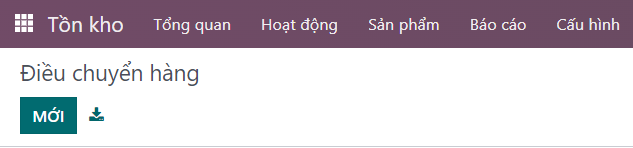 Tồn kho Tổng quan Hoạt động Sản phẩm Báo cáo Cấu hình
Điều chuyển hàng
MỚI